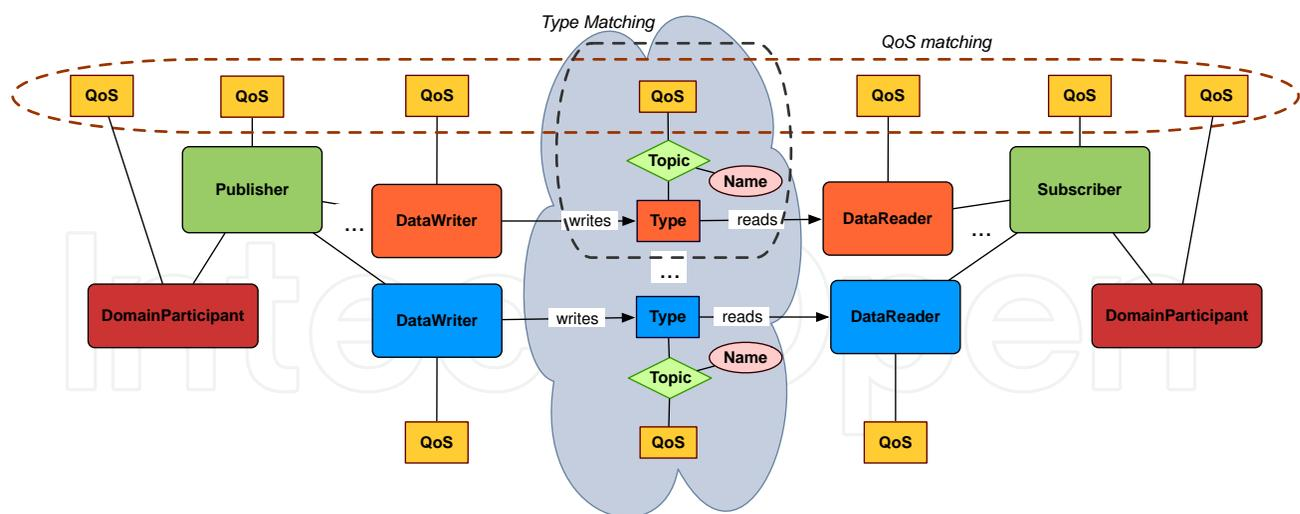 Type Matching
QoS matching
QoS
QoS
QoS
QoS
QoS
QoS
QoS
Publisher
Topic
Name
Subscriber
DataWriter
writes
Type
reads
DataReader
...
...
...
DomainParticipant
DataWriter
writes
Type
reads
DataReader
DomainParticipant
Name
Topic
QoS
QoS
QoS